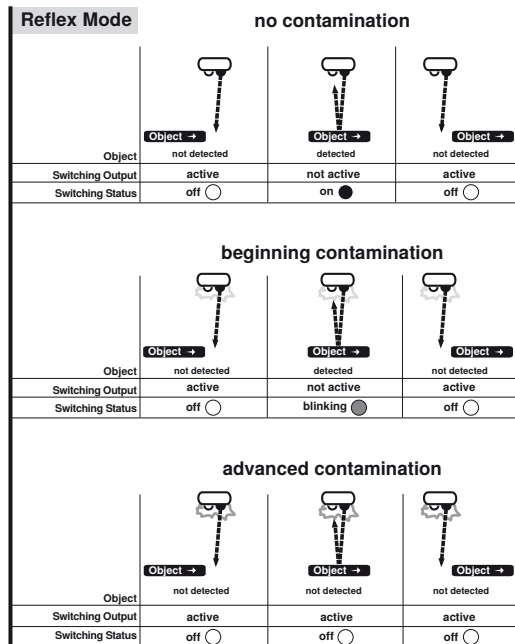 Reflex Mode
no contamination
Object → Object → Object →
Object not detected detected not detected
Switching Output active not active active
Switching Status off on off
beginning contamination
Object → Object → Object →
Object not detected detected not detected
Switching Output active not active active
Switching Status off blinking off
advanced contamination
Object → Object → Object →
Object not detected not detected not detected
Switching Output active active active
Switching Status off off off